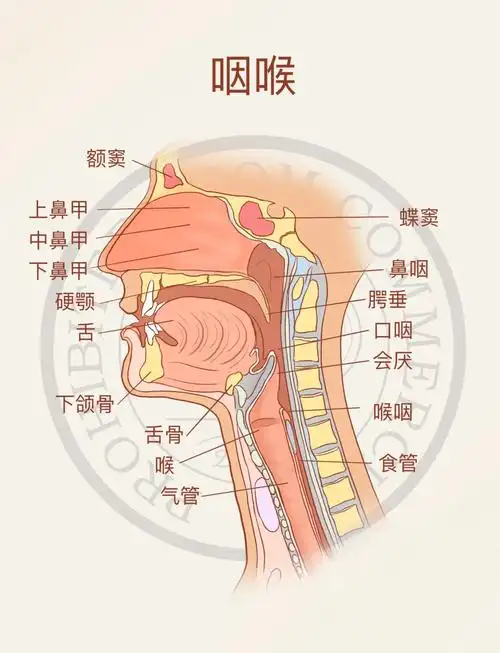 咽喉
额窦
上鼻甲
中鼻甲
下鼻甲
硬颚
舌
下颌骨
舌骨
喉
气管
蝶窦
鼻咽
腭垂
口咽
会厌
喉咽
食管
PROHIBIT
COMMERC